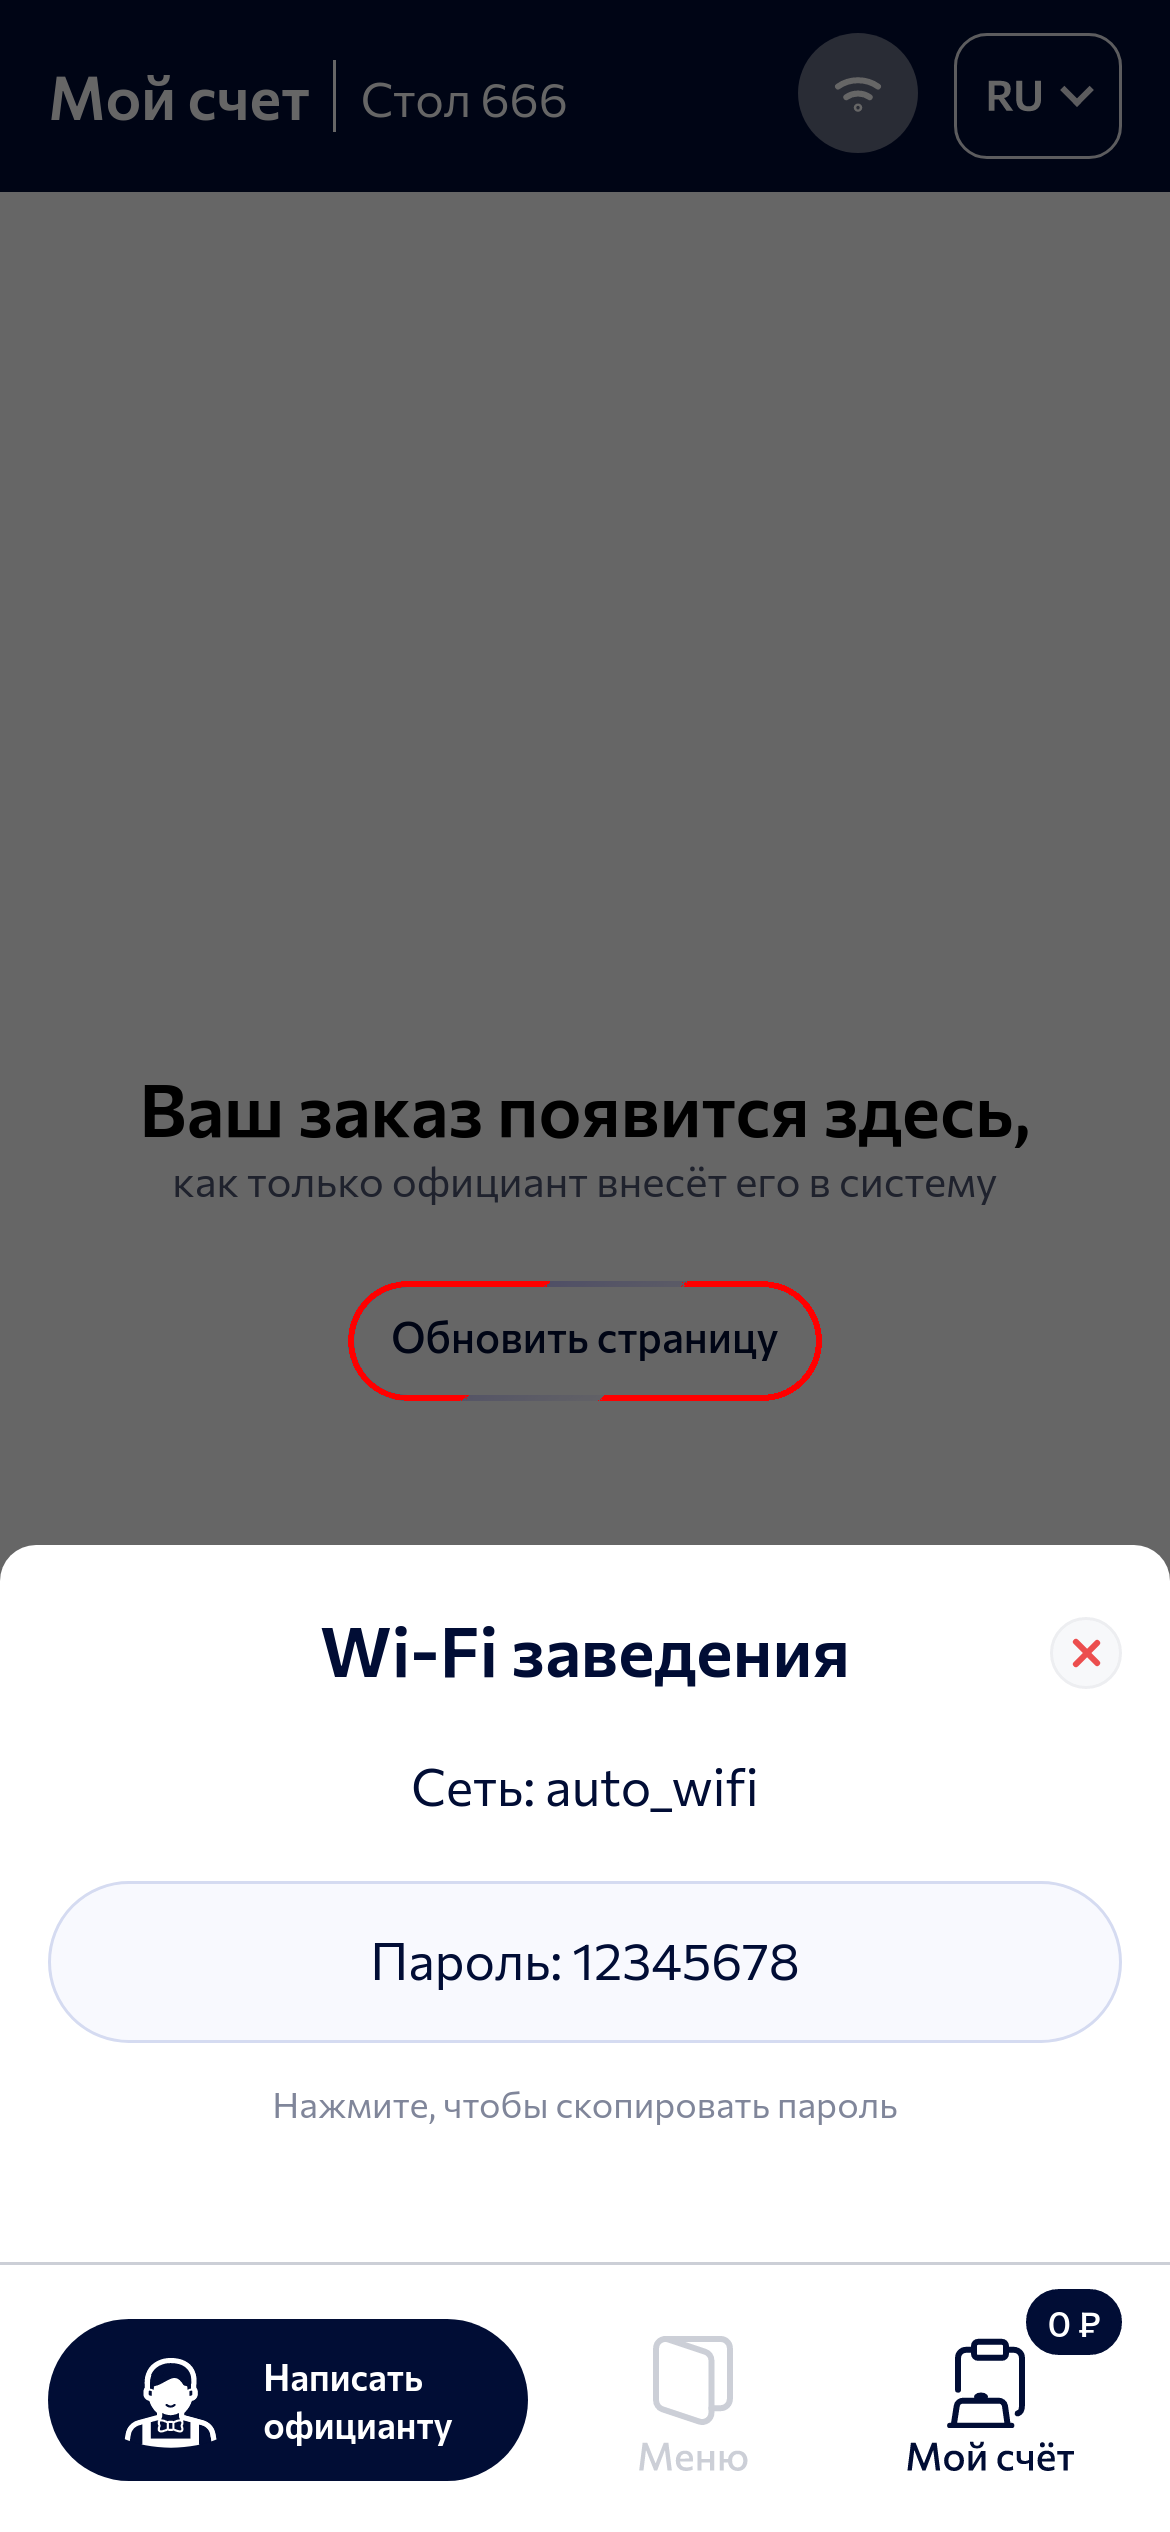 Мой счет
Стол 666
RU
Ваш заказ появится здесь,
как только официант внесёт его в систему
Обновить страницу
Wi-Fi заведения
Сеть: auto_wifi
Пароль: 12345678
Нажмите, чтобы скопировать пароль
Написать
официанту
Меню
0 ₽
Мой счёт